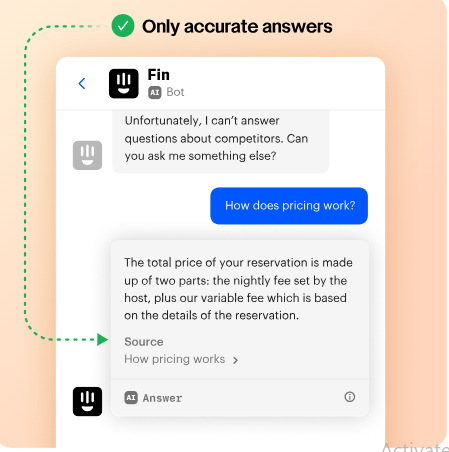 Only accurate answers
Fin
AI Bot
Unfortunately, I can't answer
questions about competitors. Can
you ask me something else?
How does pricing work?
The total price of your reservation is made
up of two parts: the nightly fee set by the
host, plus our variable fee which is based
on the details of the reservation.
Source
How pricing works
AI Answer
Activate